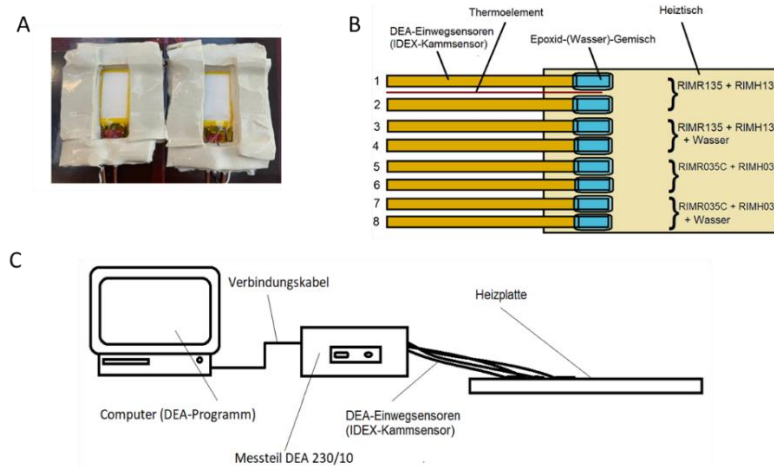 A
B
Thermoelement
DEA-Einwegsensoren
(IDEX-Kammsensor)
Epoxid-(Wasser)-Gemisch
Heiztisch
1
2
3
4
5
6
7
8
RIMR135 + RIMH13
RIMR135 + RIMH13
+ Wasser
RIMR035C + RIMH03
RIMR035C + RIMH03
+ Wasser
C
Verbindungskabel
Heizplatte
Computer (DEA-Programm)
DEA-Einwegsensoren
(IDEX-Kammsensor)
Messteil DEA 230/10